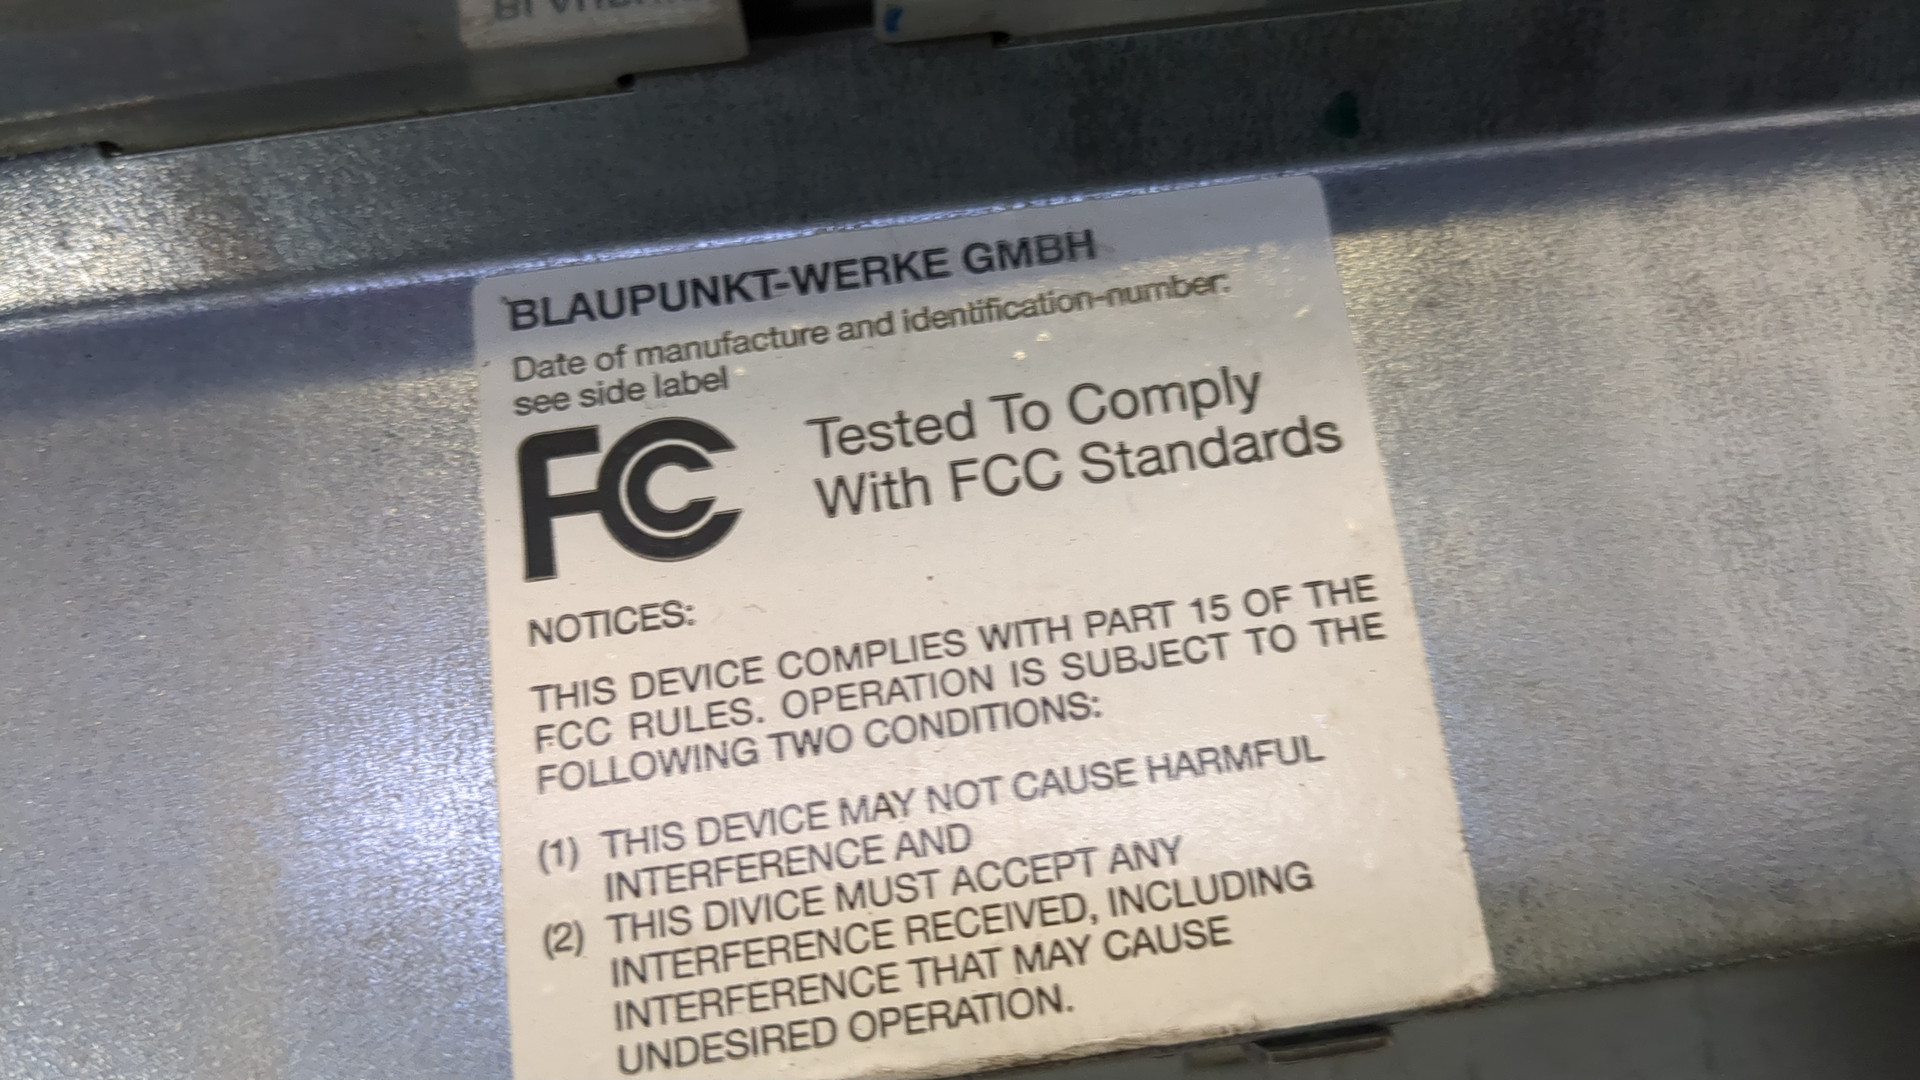 BLAUPUNKT-WERKE GMBH
Date of manufacture and identification-number:
see side label
FC Tested To Comply
With FCC Standards
NOTICES:
THIS DEVICE COMPLIES WITH PART 15 OF THE
FCC RULES. OPERATION IS SUBJECT TO THE
FOLLOWING TWO CONDITIONS:
(1) THIS DEVICE MAY NOT CAUSE HARMFUL
INTERFERENCE AND
(2) THIS DIVICE MUST ACCEPT ANY
INTERFERENCE RECEIVED, INCLUDING
INTERFERENCE THAT MAY CAUSE
UNDESIRED OPERATION.